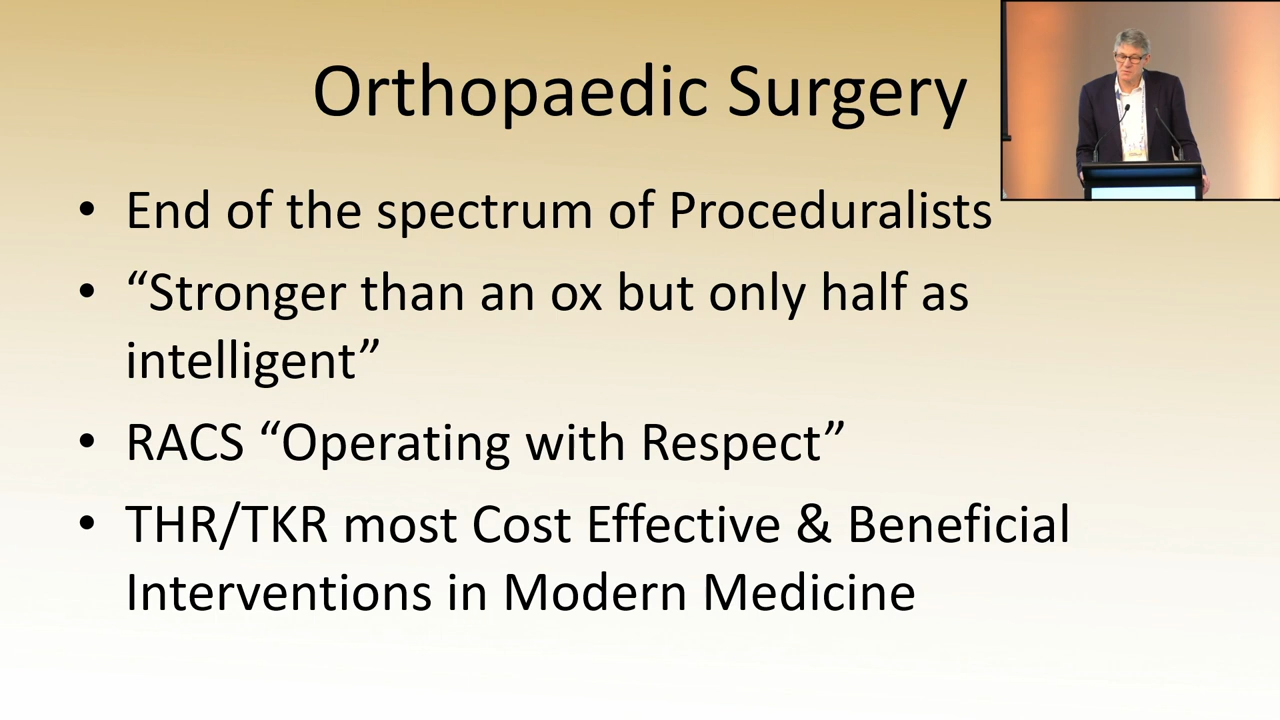 Orthopaedic Surgery
• End of the spectrum of Proceduralists
• “Stronger than an ox but only half as
intelligent”
• RACS “Operating with Respect”
• THR/TKR most Cost Effective & Beneficial
Interventions in Modern Medicine